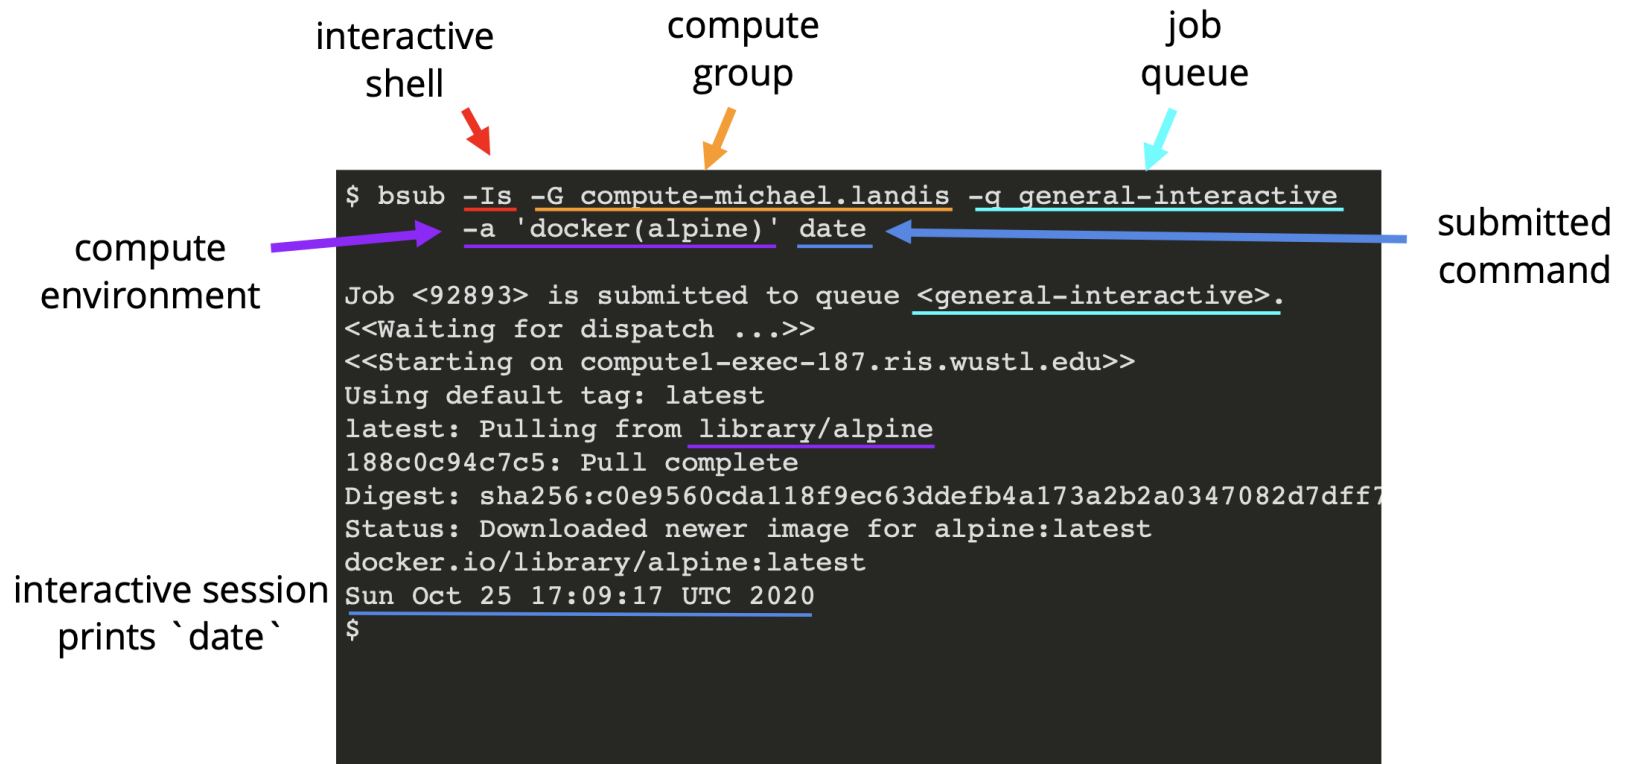 interactive
shell
compute
group
job
queue
$ bsub -Is -G compute-michael.landis -q general-interactive
-a 'docker(alpine)' date
compute
environment
submitted
command
Job <92893> is submitted to queue <general-interactive>.
<<Waiting for dispatch ...>>
<<Starting on compute1-exec-187.ris.wustl.edu>>
Using default tag: latest
latest: Pulling from library/alpine
188c0c94c7c5: Pull complete
Digest: sha256:c0e9560cda118f9ec63ddefb4a173a2b2a0347082d7dff7
Status: Downloaded newer image for alpine:latest
docker.io/library/alpine:latest
interactive session
prints `date`
Sun Oct 25 17:09:17 UTC 2020
$